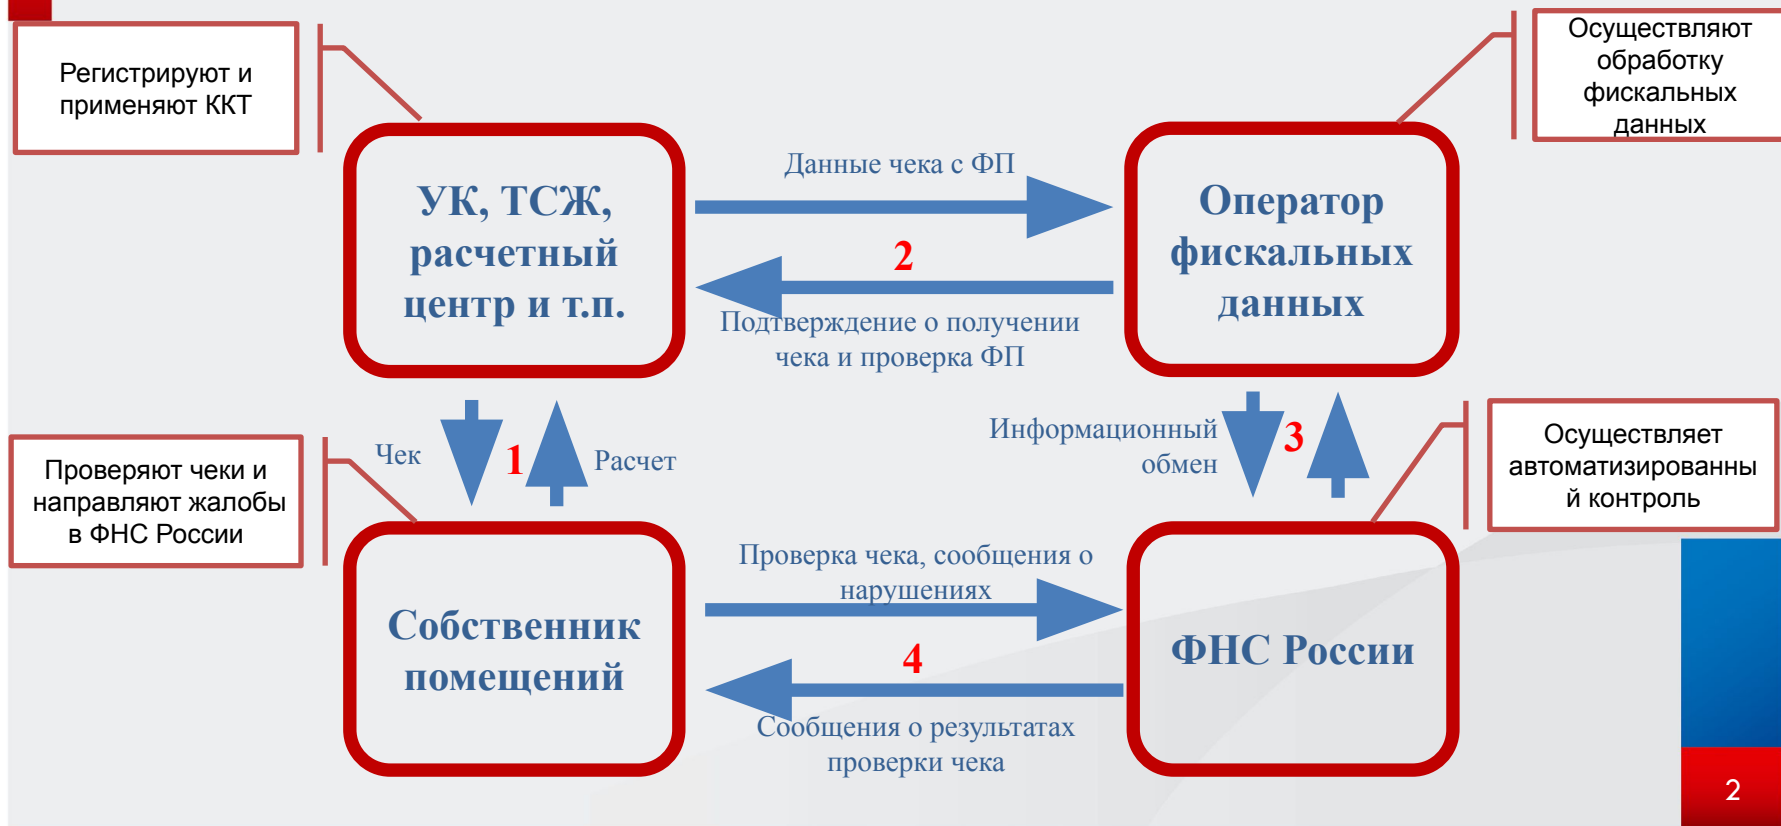 Регистрируют и
применяют ККТ
Осуществляют
обработку
фискальных
данных
УК, ТСЖ,
расчетный
центр и т.п.
Данные чека с ФП
2
Подтверждение о получении
чека и проверка ФП
Оператор
фискальных
данных
Чек
1
Расчет
Информационный
обмен
3
Проверяют чеки и
направляют жалобы
в ФНС России
Осуществляет
автоматизированны
й контроль
Собственник
помещений
Проверка чека, сообщения о
нарушениях
4
Сообщения о результатах
проверки чека
ФНС России
2